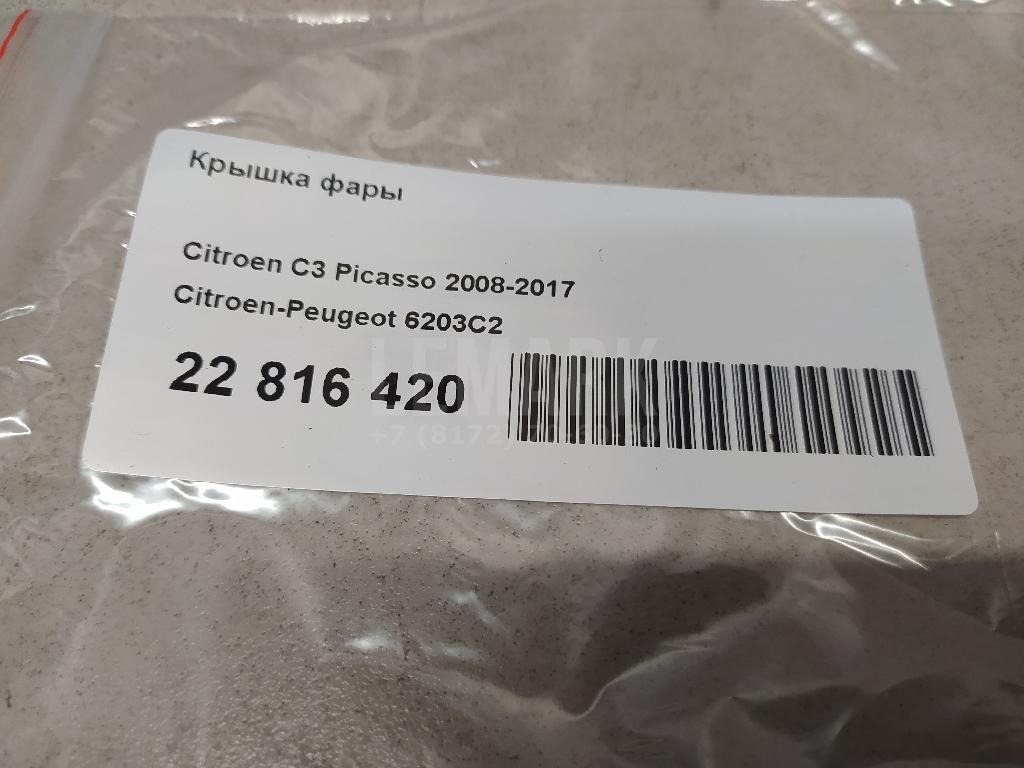 Крышка фары
Citroen C3 Picasso 2008-2017
Citroen-Peugeot 6203C2
22 816 420
LEMARK
+7 (8172)